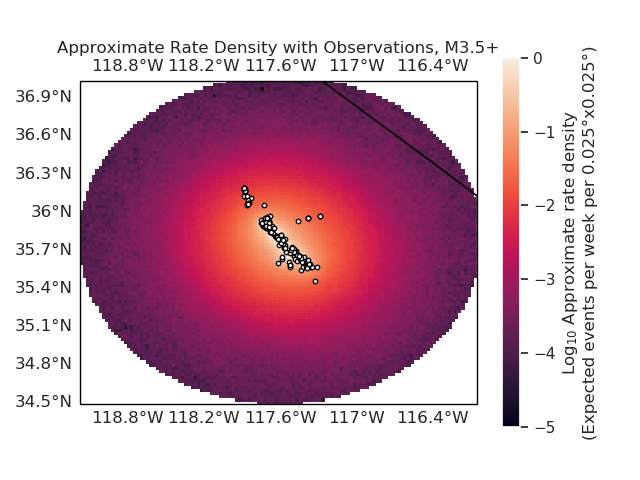 Approximate Rate Density with Observations, M3.5+
118.8°W 118.2°W 117.6°W 117°W 116.4°W
36.9°N
36.6°N
36.3°N
36°N
35.7°N
35.4°N
35.1°N
34.8°N
34.5°N
118.8°W 118.2°W 117.6°W 117°W 116.4°W
0
−1
−2
−3
−4
−5
Log₁₀ Approximate rate density
(Expected events per week per 0.025°x0.025°)